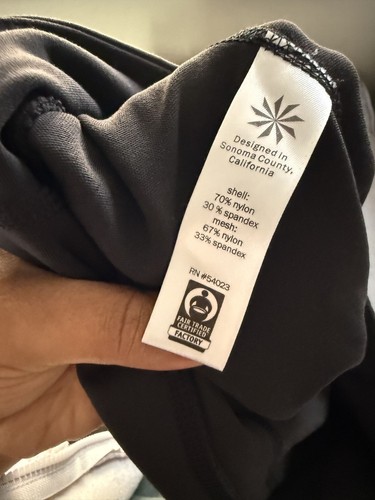 Designed in
Sonoma County,
California
shell:
70% nylon
30% spandex
mesh:
67% nylon
33% spandex
RN #54023
FAIR TRADE
CERTIFIED
FACTORY